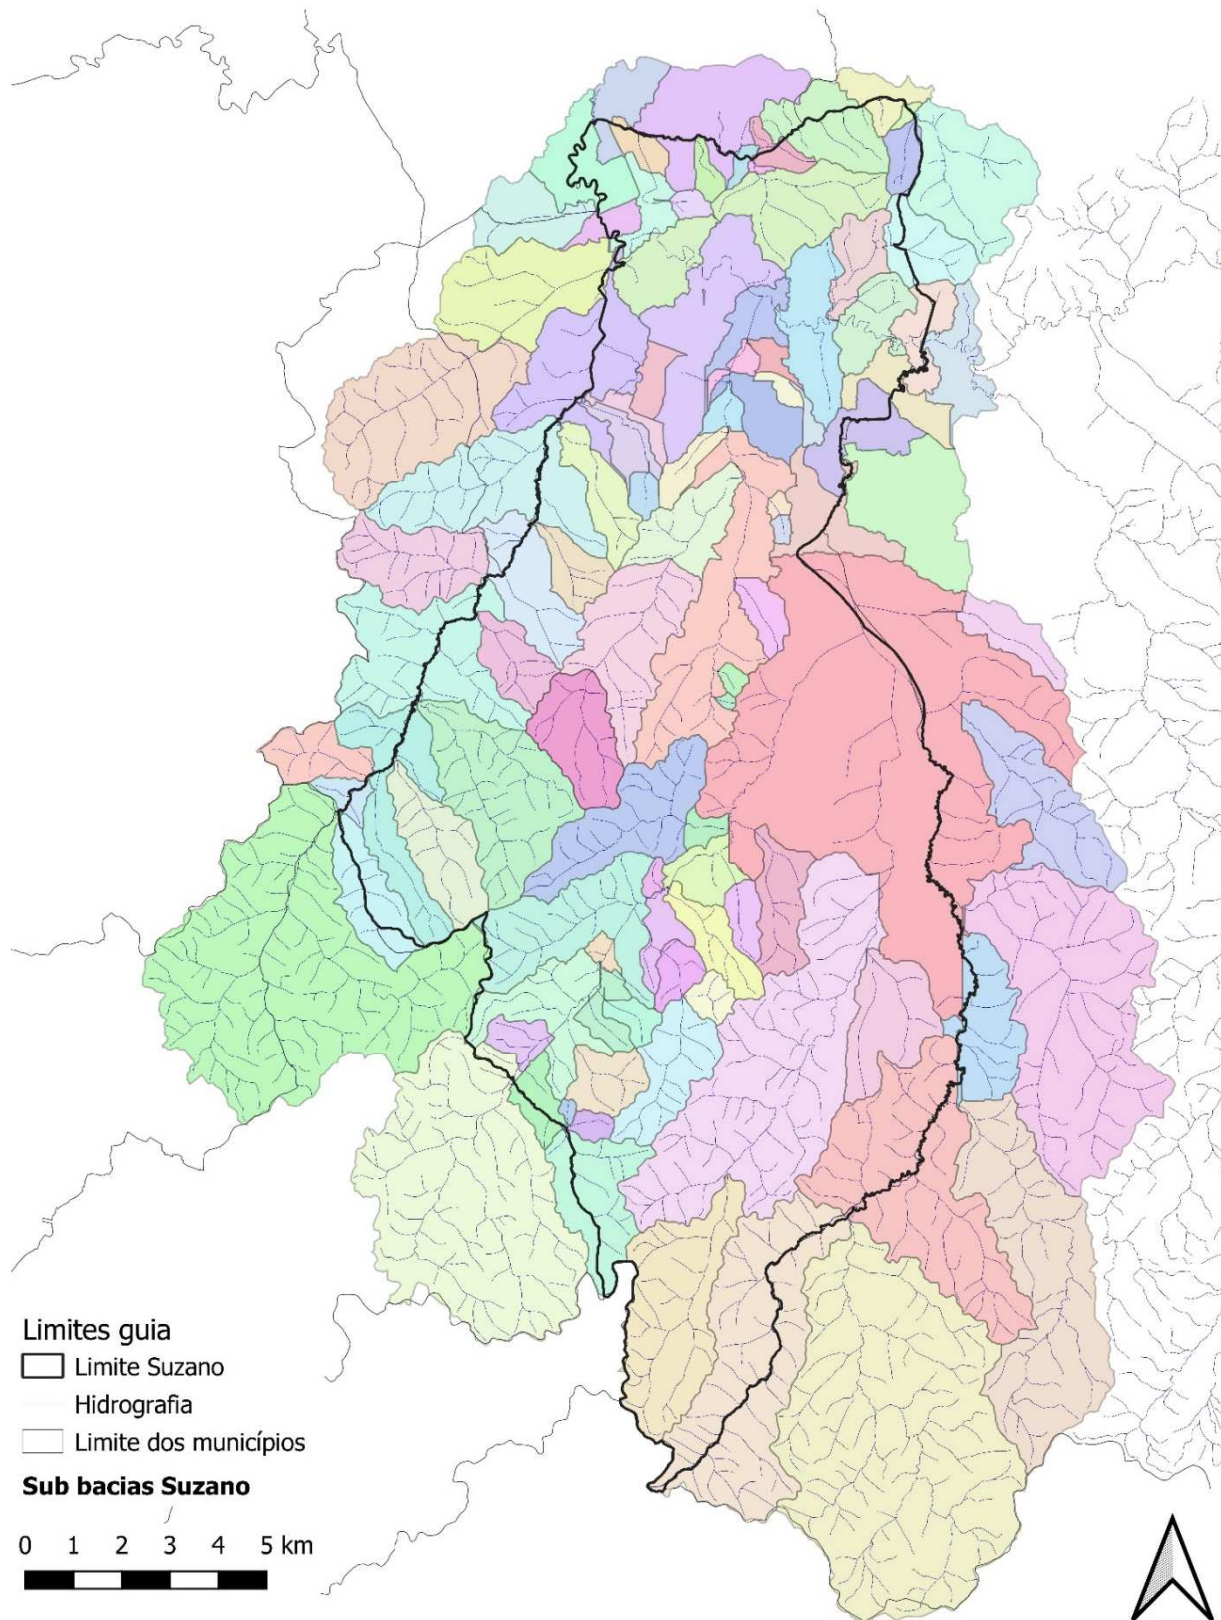 Limites guia
Limite Suzano
Hidrografia
Limite dos municípios
Sub bacias Suzano
0 1 2 3 4 5 km